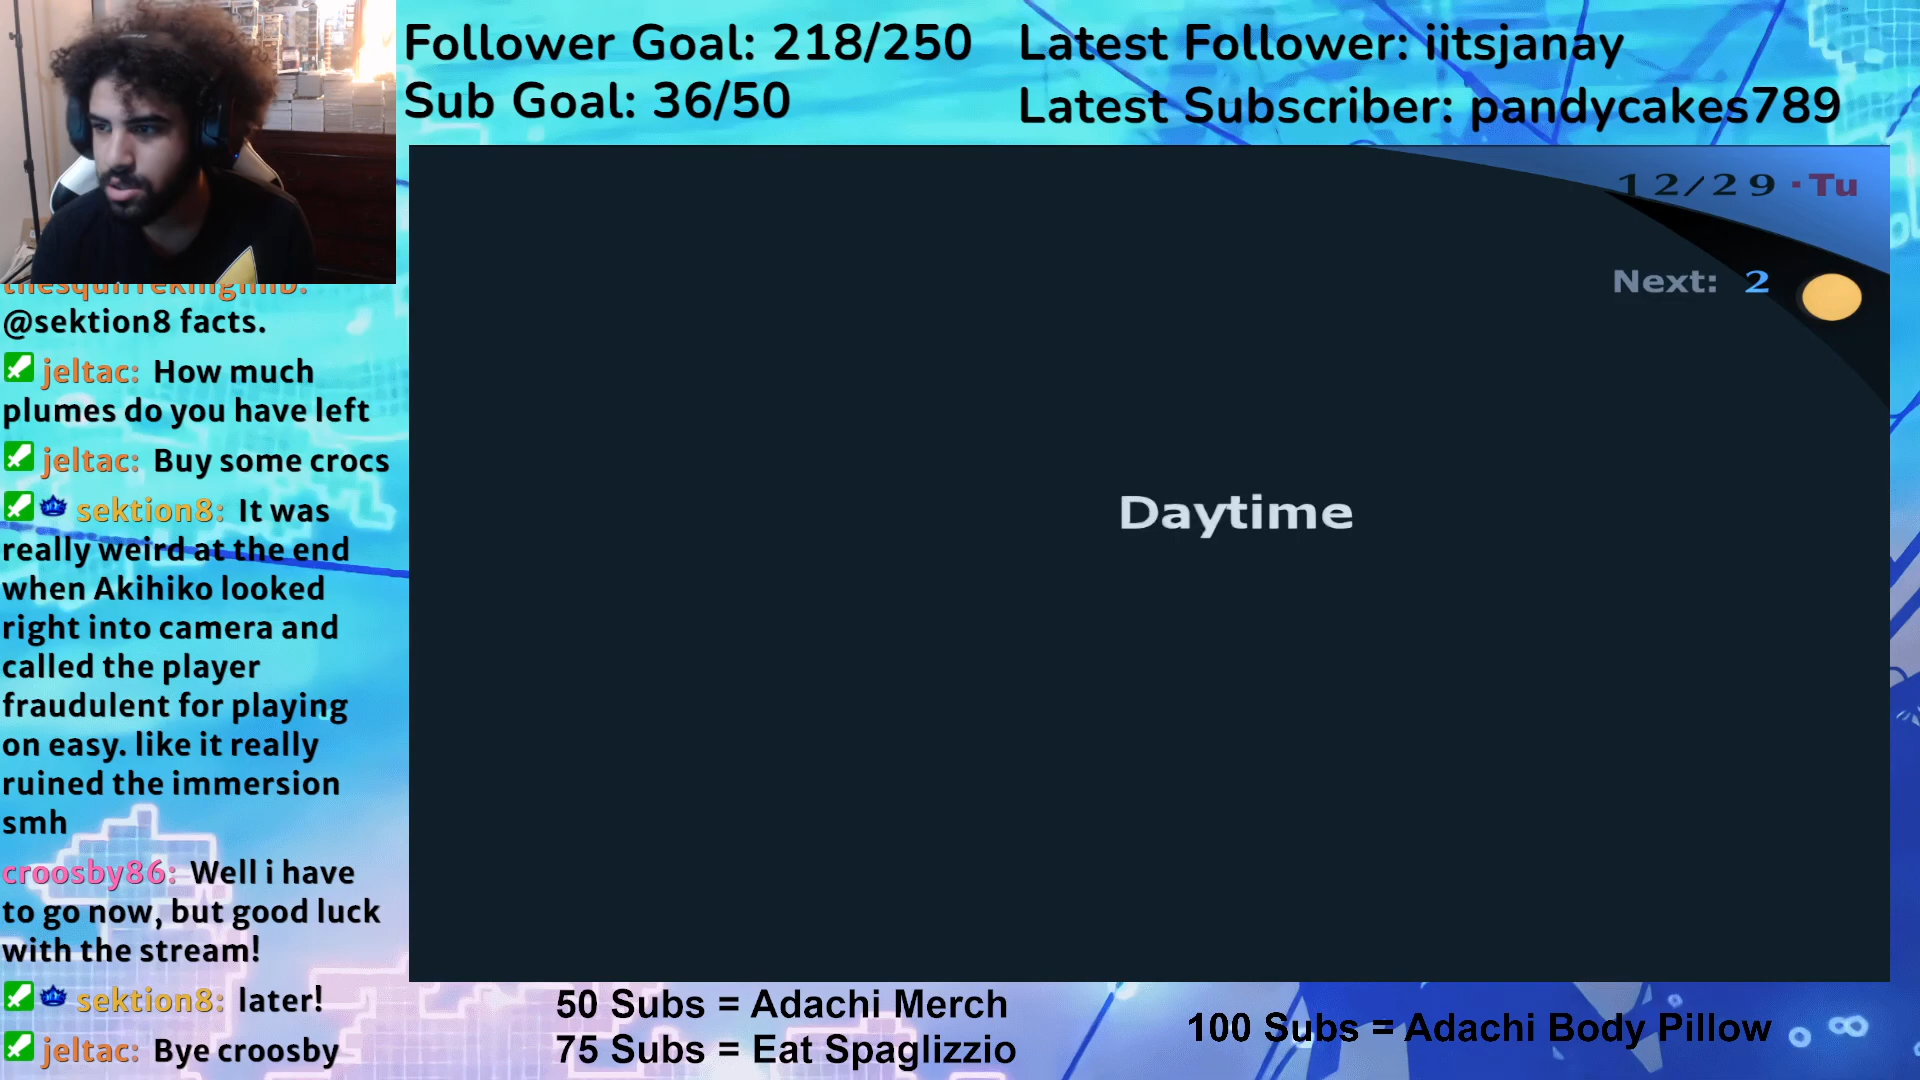 Follower Goal: 218/250
Sub Goal: 36/50
Latest Follower: iitsjanay
Latest Subscriber: pandycakes789
12/29 · Tu
Next: 2
Daytime
@sektion8 facts.
jeltac: How much
plumes do you have left
jeltac: Buy some crocs
sektion8: It was
really weird at the end
when Akihiko looked
right into camera and
called the player
fraudulent for playing
on easy. like it really
ruined the immersion
smh
croosby86: Well i have
to go now, but good luck
with the stream!
sektion8: later!
jeltac: Bye croosby
50 Subs = Adachi Merch
75 Subs = Eat Spaglizzio
100 Subs = Adachi Body Pillow